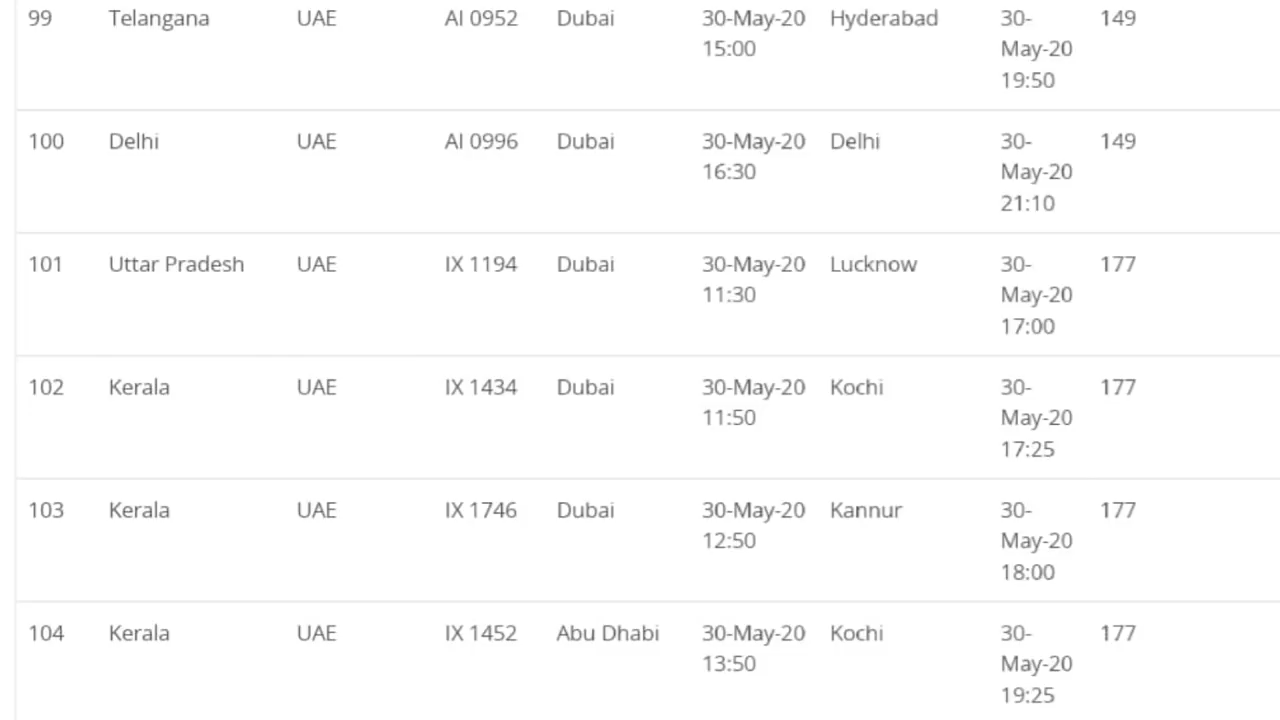 99 Telangana UAE AI 0952 Dubai 30-May-20 Hyderabad 30- 149
15:00 May-20
19:50
100 Delhi UAE AI 0996 Dubai 30-May-20 Delhi 30- 149
16:30 May-20
21:10
101 Uttar Pradesh UAE IX 1194 Dubai 30-May-20 Lucknow 30- 177
11:30 May-20
17:00
102 Kerala UAE IX 1434 Dubai 30-May-20 Kochi 30- 177
11:50 May-20
17:25
103 Kerala UAE IX 1746 Dubai 30-May-20 Kannur 30- 177
12:50 May-20
18:00
104 Kerala UAE IX 1452 Abu Dhabi 30-May-20 Kochi 30- 177
13:50 May-20
19:25